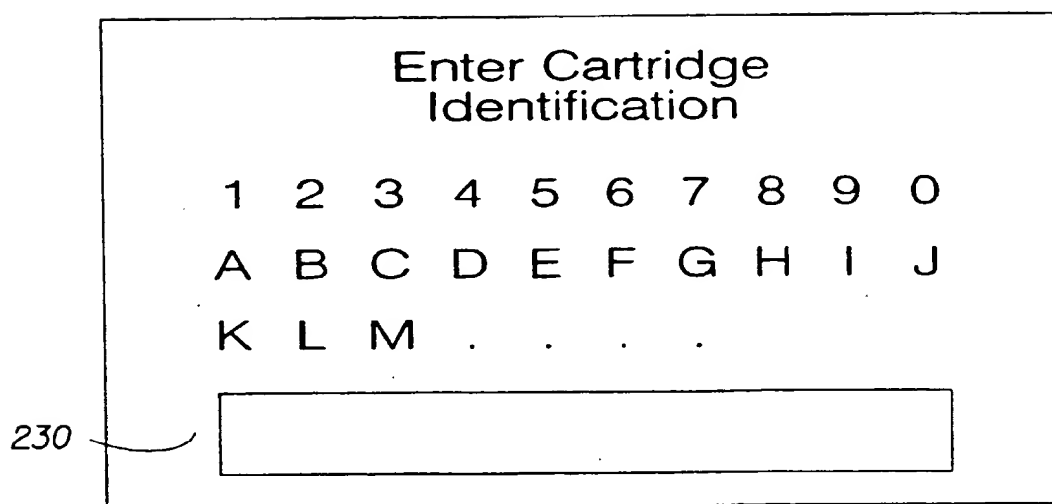 Enter Cartridge
Identification
1 2 3 4 5 6 7 8 9 0
A B C D E F G H I J
K L M . . . .
230